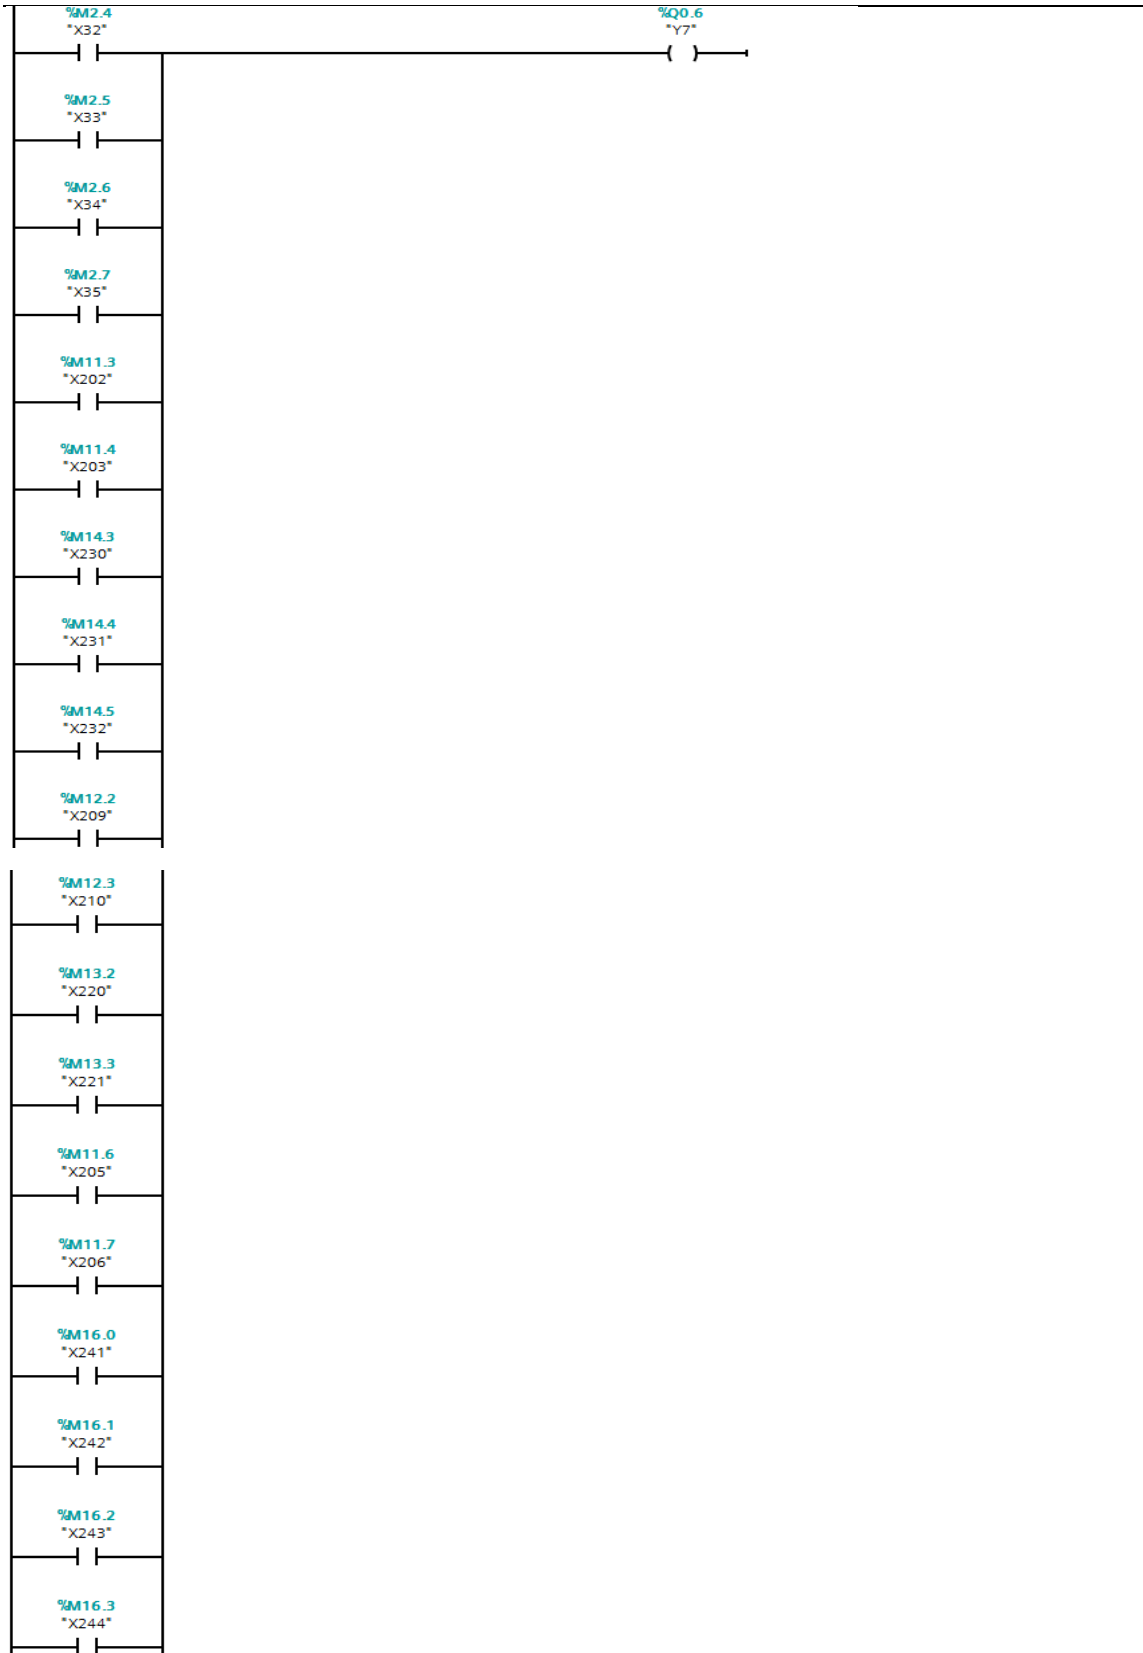 %M2.4
"X32"
%Q0.6
"Y7"
%M2.5
"X33"
%M2.6
"X34"
%M2.7
"X35"
%M11.3
"X202"
%M11.4
"X203"
%M14.3
"X230"
%M14.4
"X231"
%M14.5
"X232"
%M12.2
"X209"
%M12.3
"X210"
%M13.2
"X220"
%M13.3
"X221"
%M11.6
"X205"
%M11.7
"X206"
%M16.0
"X241"
%M16.1
"X242"
%M16.2
"X243"
%M16.3
"X244"